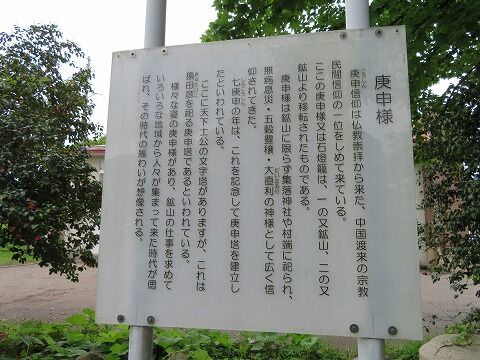 庚申様
庚申信仰は仏教崇拝から来た、中国渡来の宗教
民間信仰の一位をしめて来ている。
ここの庚申様又は石燈籠は、一の又鉱山、二の又
鉱山より移転されたものである。
庚申様は鉱山に限らず集落神社や村端に祀られ、
無病息災・五穀豊穣・大直利の神様として広く信
仰されてきた。
七庚申の年は、これを記念して庚申塔を建立し
たといわれている。
ここに天下土公の文字塔がありますが、これは
猿田彦を祀る庚申塔であるといわれている。
様々な姿の庚申様があり、鉱山の仕事を求めて
いろいろな地域から人々が集まって来た時代が偲
ばれ、その時代の賑わいが想像される。